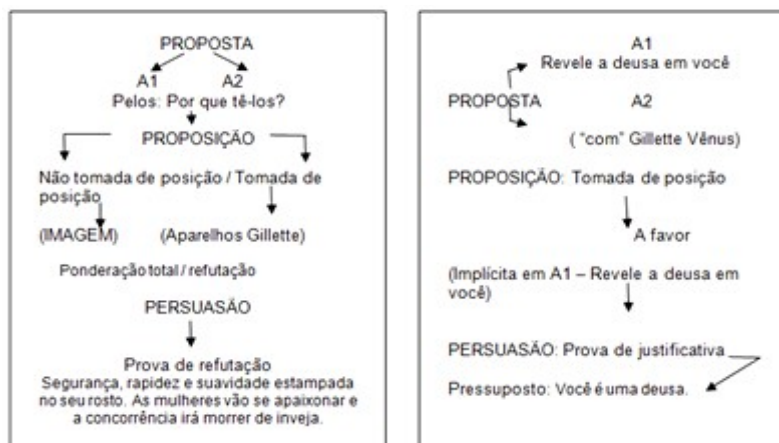 PROPOSTA
A1 A2
Pelos: Por que tê-los?
PROPOSIÇÃO
Não tomada de posição / Tomada de
posição
(IMAGEM) (Aparelhos Gillette)
Ponderação total / refutação
PERSUASÃO
Prova de refutação
Segurança, rapidez e suavidade estampada
no seu rosto. As mulheres vão se apaixonar e
a concorrência irá morrer de inveja.
A1
Revele a deusa em você
PROPOSTA A2
( “com” Gillette Vênus)
PROPOSIÇÃO: Tomada de posição
A favor
(Implícita em A1 – Revele a deusa em
você)
PERSUASÃO: Prova de justificativa
Pressuposto: Você é uma deusa.